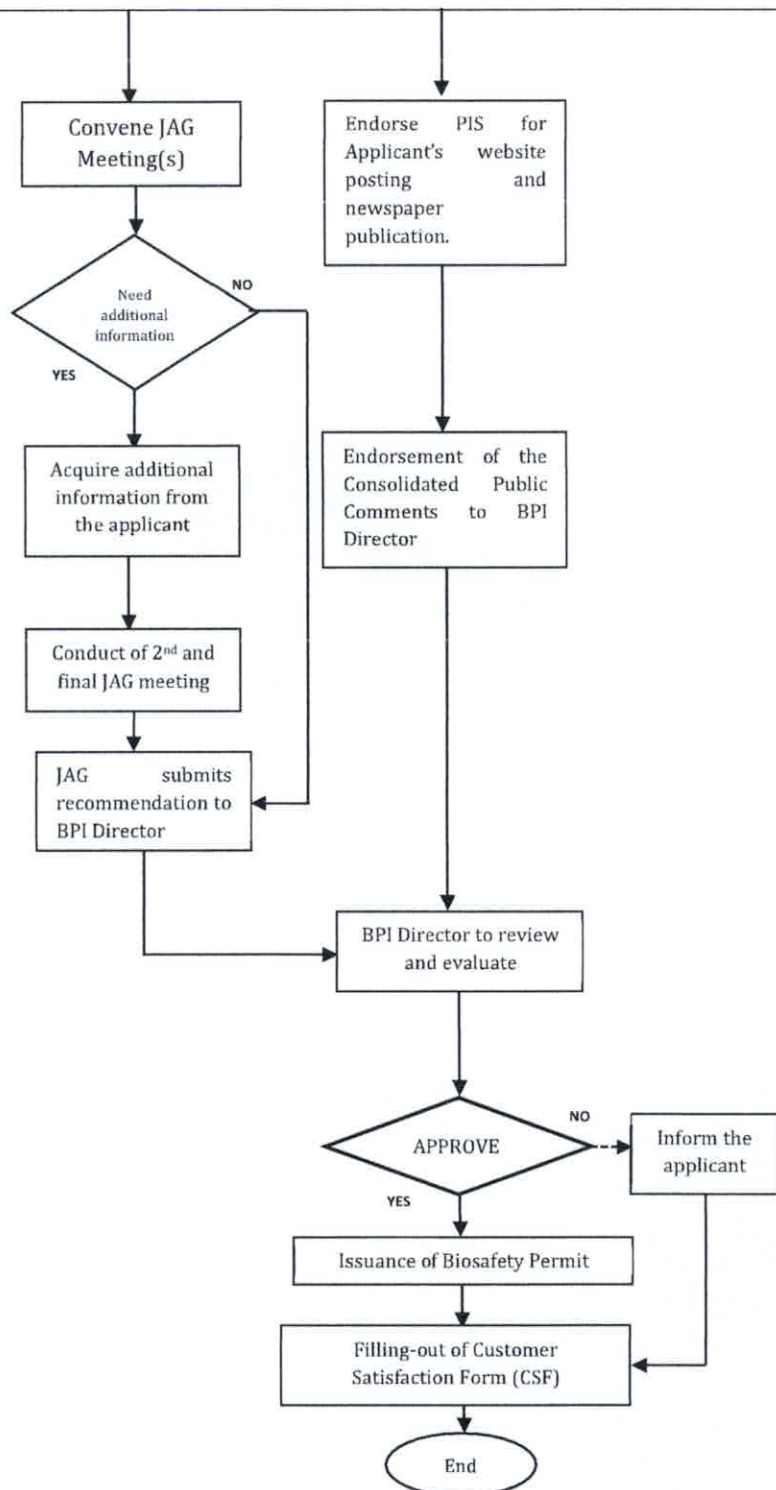 Convene JAG
Meeting(s)
Need
additional
information
NO
YES
Acquire additional
information from
the applicant
Conduct of 2nd and
final JAG meeting
JAG submits
recommendation to
BPI Director
Endorse PIS for
Applicant's website
posting and
newspaper
publication.
Endorsement of the
Consolidated Public
Comments to BPI
Director
BPI Director to review
and evaluate
APPROVE
NO
YES
Inform the
applicant
Issuance of Biosafety Permit
Filling-out of Customer
Satisfaction Form (CSF)
End